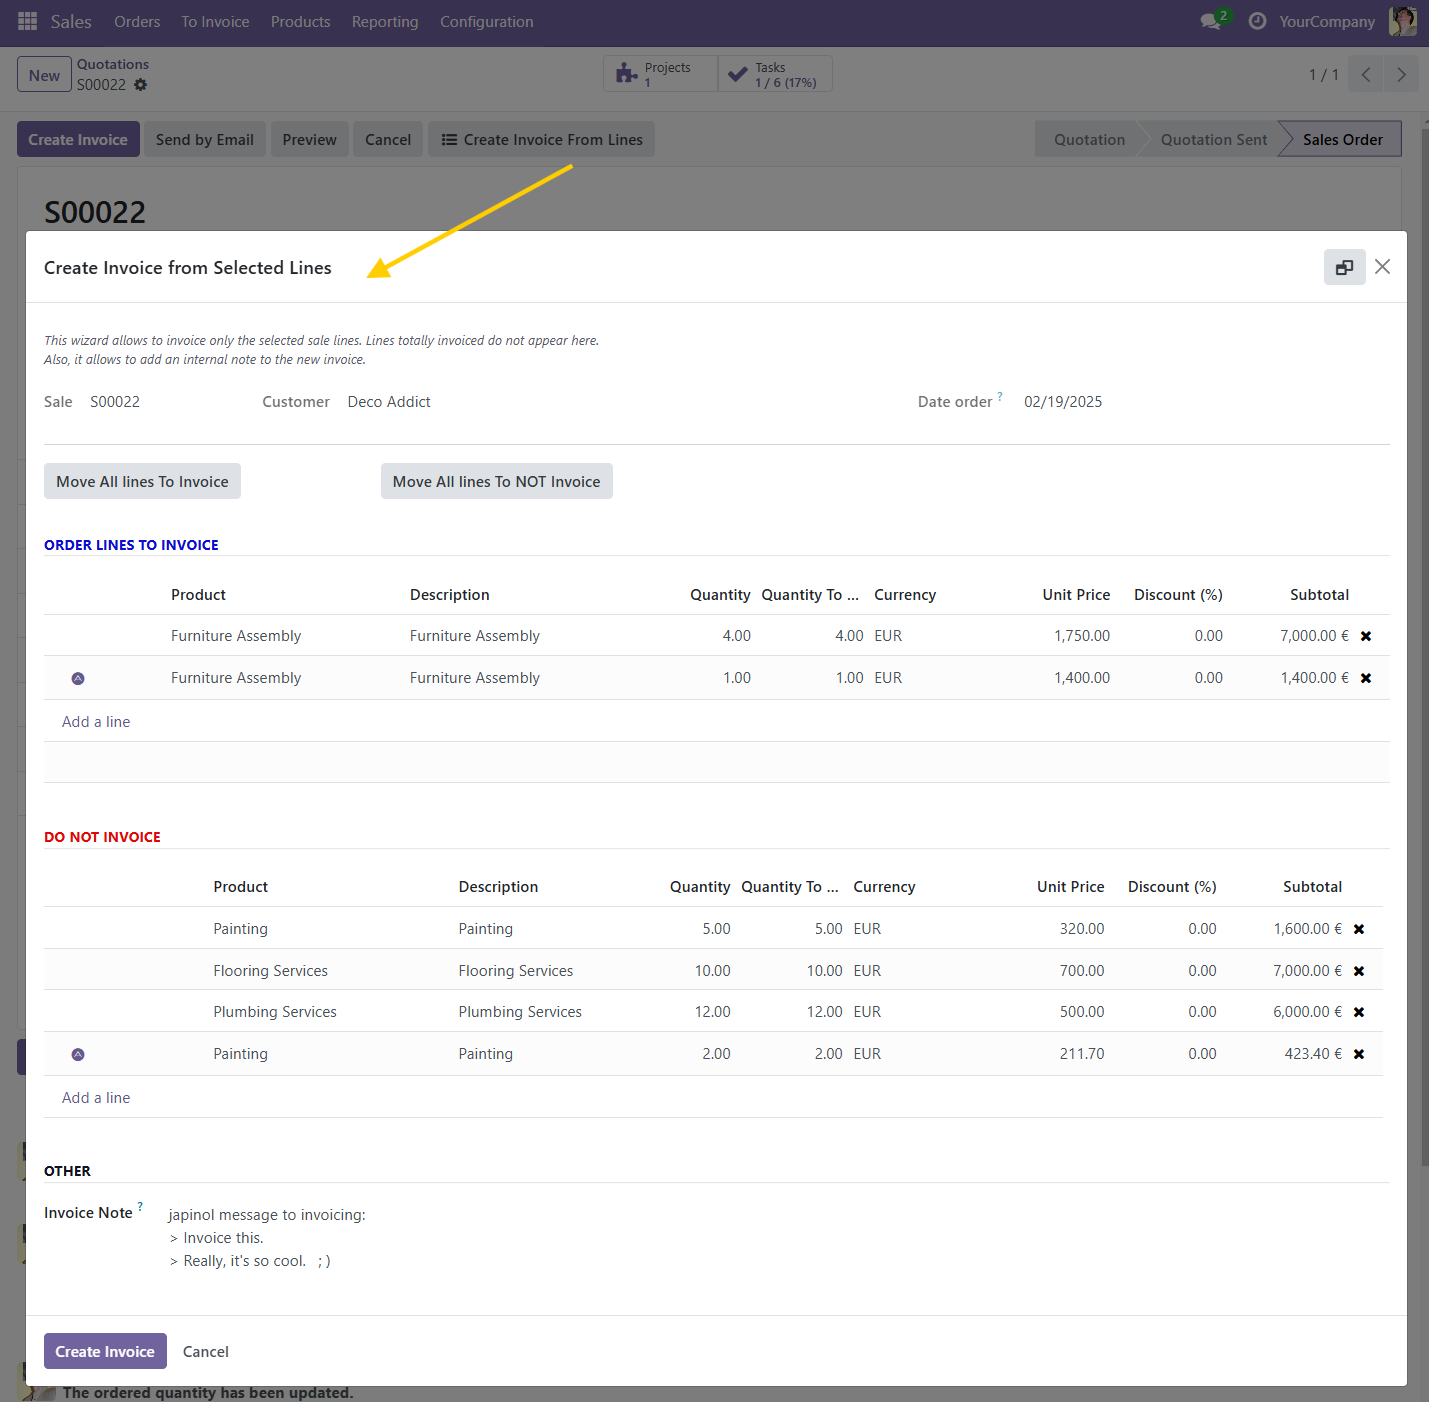 Sales Orders To Invoice Products Reporting Configuration 2 YourCompany
New Quotations Projects Tasks
S00022 1 1 / 6 (17%) 1 / 1
Create Invoice Send by Email Preview Cancel Create Invoice From Lines Quotation Quotation Sent Sales Order
S00022
Create Invoice from Selected Lines
This wizard allows to invoice only the selected sale lines. Lines totally invoiced do not appear here.
Also, it allows to add an internal note to the new invoice.
Sale S00022 Customer Deco Addict Date order ? 02/19/2025
Move All lines To Invoice Move All lines To NOT Invoice
ORDER LINES TO INVOICE
Product Description Quantity Quantity To ... Currency Unit Price Discount (%) Subtotal
Furniture Assembly Furniture Assembly 4.00 4.00 EUR 1,750.00 0.00 7,000.00 €
Furniture Assembly Furniture Assembly 1.00 1.00 EUR 1,400.00 0.00 1,400.00 €
Add a line
DO NOT INVOICE
Product Description Quantity Quantity To ... Currency Unit Price Discount (%) Subtotal
Painting Painting 5.00 5.00 EUR 320.00 0.00 1,600.00 €
Flooring Services Flooring Services 10.00 10.00 EUR 700.00 0.00 7,000.00 €
Plumbing Services Plumbing Services 12.00 12.00 EUR 500.00 0.00 6,000.00 €
Painting Painting 2.00 2.00 EUR 211.70 0.00 423.40 €
Add a line
OTHER
Invoice Note ? japinol message to invoicing:
> Invoice this.
> Really, it's so cool. ; )
Create Invoice Cancel
The ordered quantity has been updated.